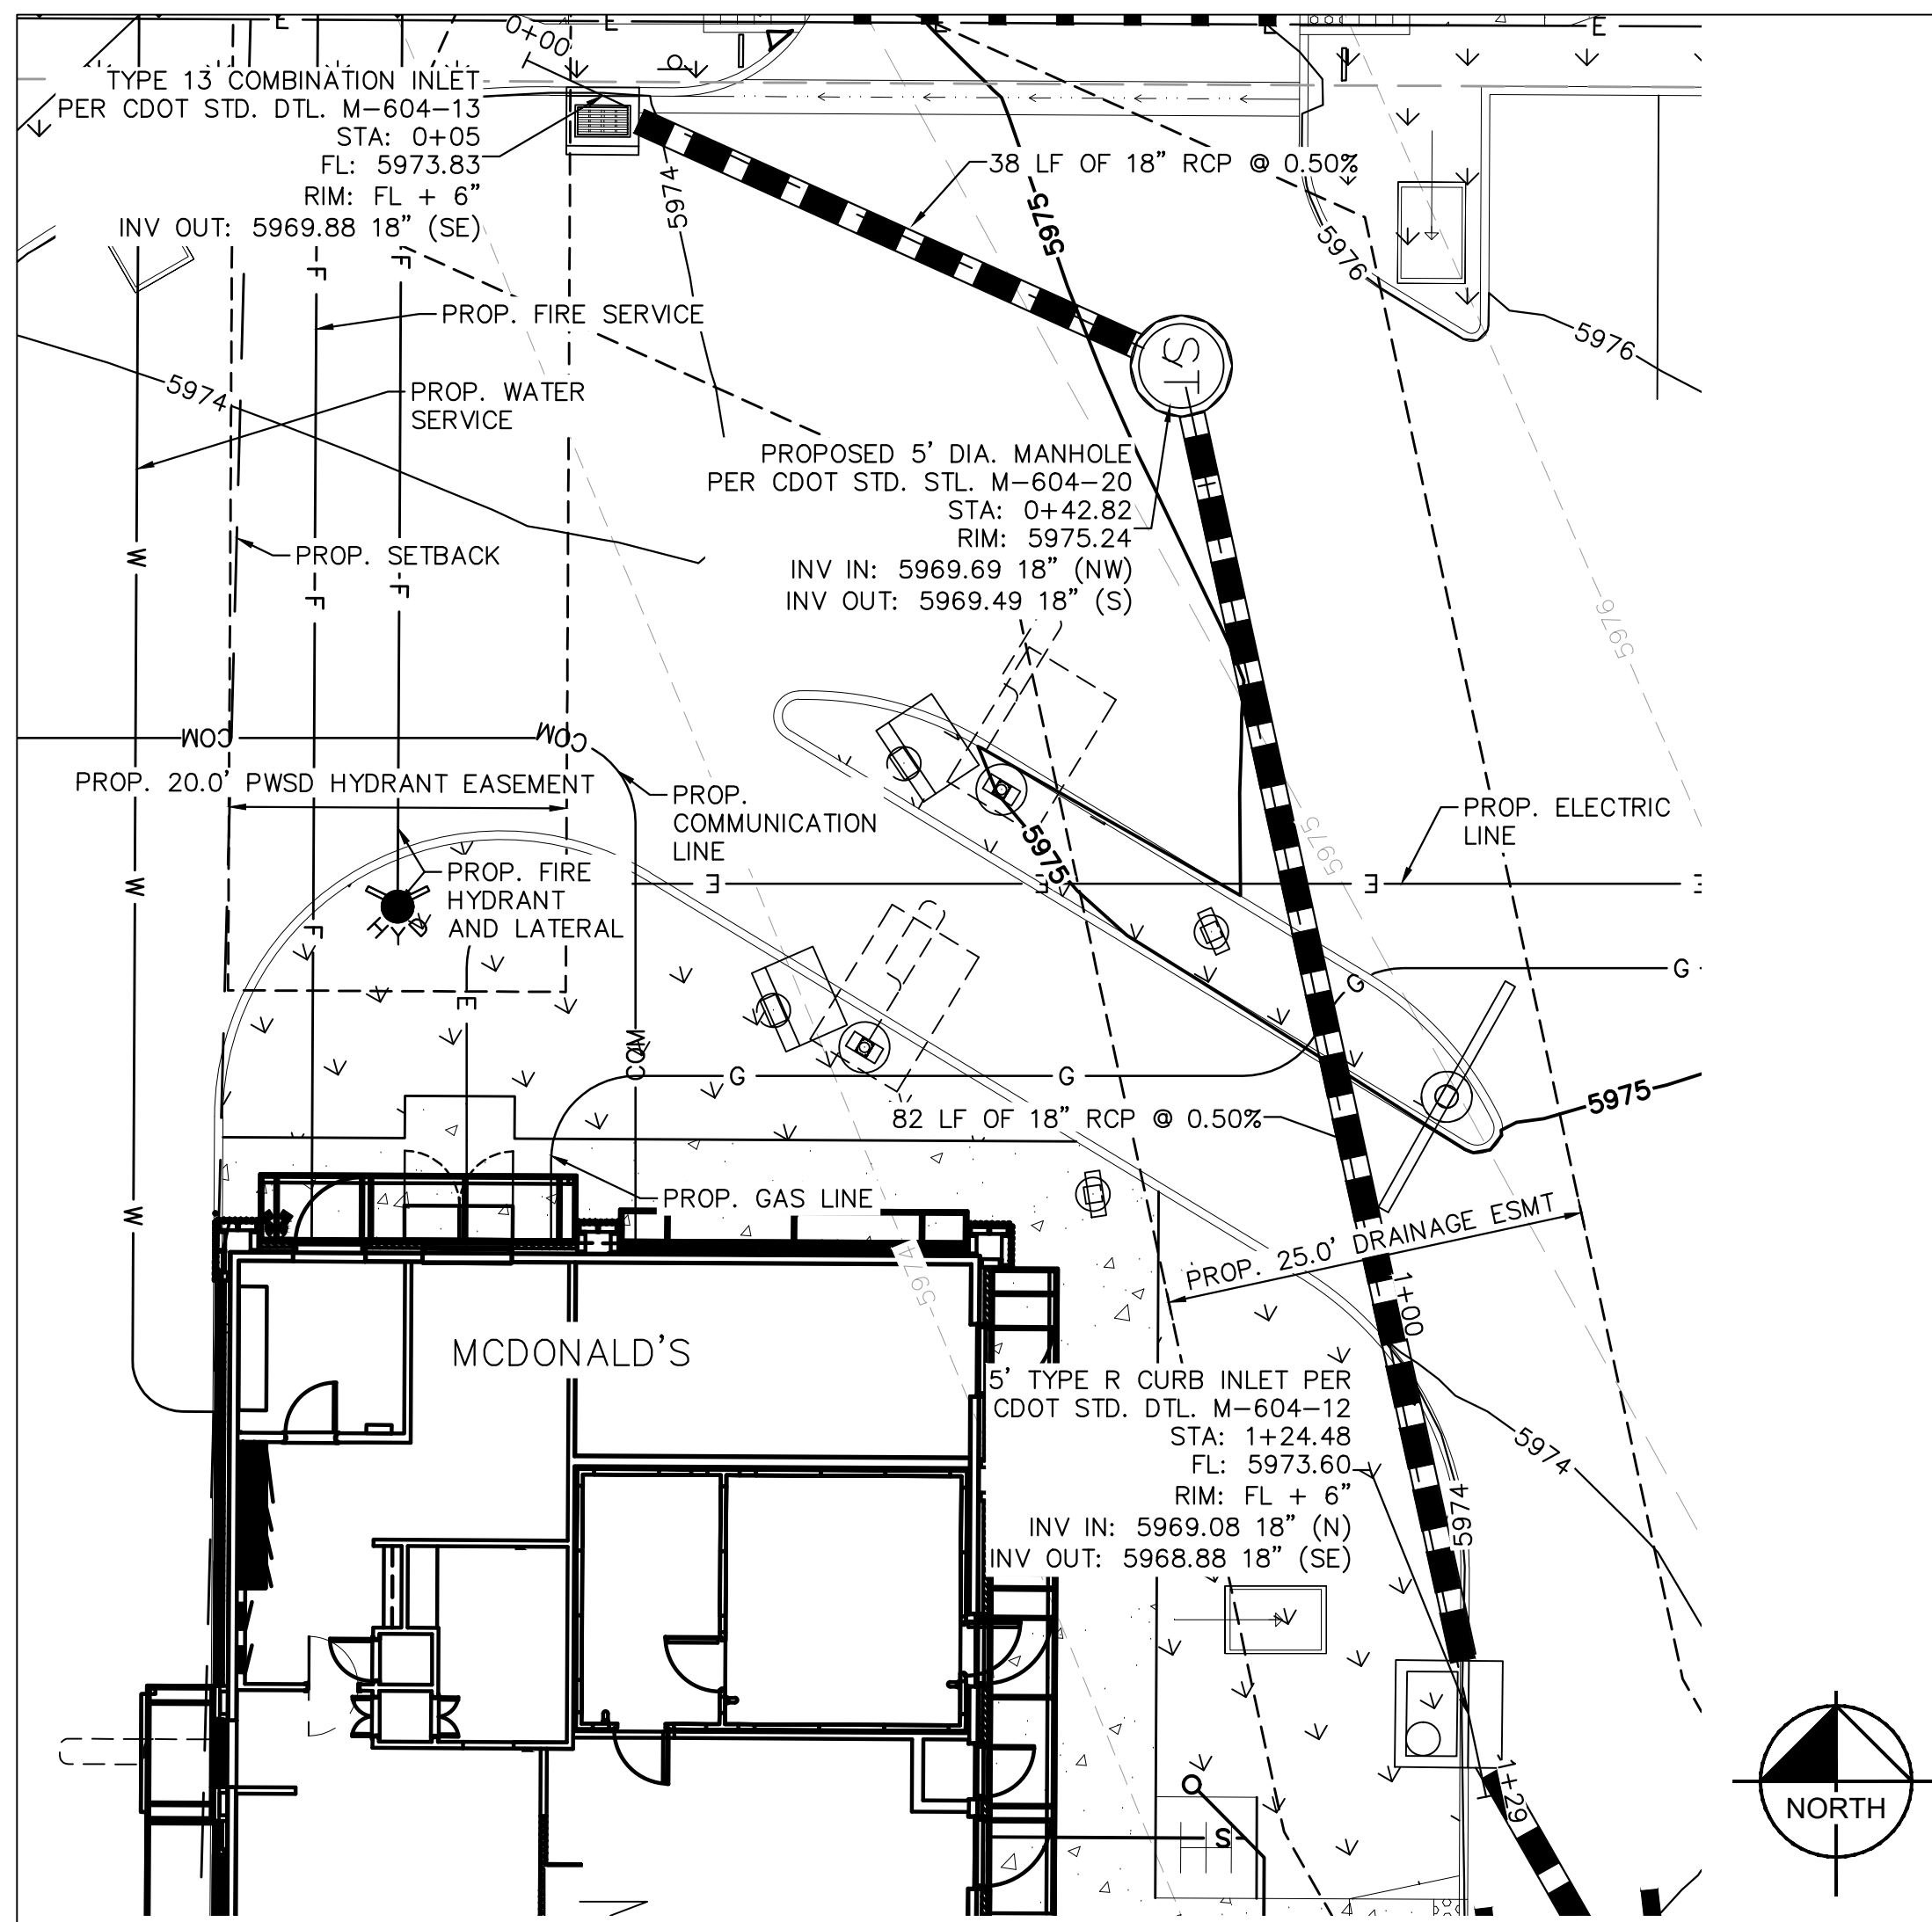 E
E
E
0+00
TYPE 13 COMBINATION INLET
PER CDOT STD. DTL. M-604-13
STA: 0+05
FL: 5973.83
RIM: FL + 6"
INV OUT: 5969.88 18" (SE)
38 LF OF 18" RCP @ 0.50%
5974
5975
5976
5976
F
F
PROP. FIRE SERVICE
PROP. WATER
SERVICE
5974
ST
PROPOSED 5' DIA. MANHOLE
PER CDOT STD. STL. M-604-20
STA: 0+42.82
RIM: 5975.24
INV IN: 5969.69 18" (NW)
INV OUT: 5969.49 18" (S)
PROP. SETBACK
W
F
F
5976
COM
COM
PROP. 20.0' PWSD HYDRANT EASEMENT
PROP.
COMMUNICATION
LINE
PROP. ELECTRIC
LINE
5975
5975
W
PROP. FIRE
HYDRANT
AND LATERAL
HYD
E
E
E
E
F
E
G
G
COM
G
G
5975
82 LF OF 18" RCP @ 0.50%
W
PROP. GAS LINE
PROP. 25.0' DRAINAGE ESMT
5974
1+00
MCDONALD'S
5' TYPE R CURB INLET PER
CDOT STD. DTL. M-604-12
STA: 1+24.48
FL: 5973.60
RIM: FL + 6"
INV IN: 5969.08 18" (N)
INV OUT: 5968.88 18" (SE)
5974
5974
1+29
NORTH
S